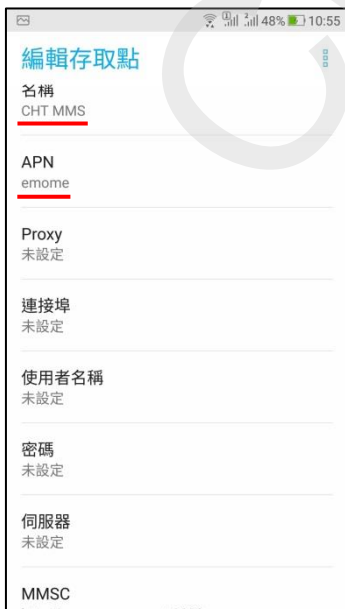 48% 10:55
編輯存取點
名稱
CHT MMS
APN
emome
Proxy
未設定
連接埠
未設定
使用者名稱
未設定
密碼
未設定
伺服器
未設定
MMSC